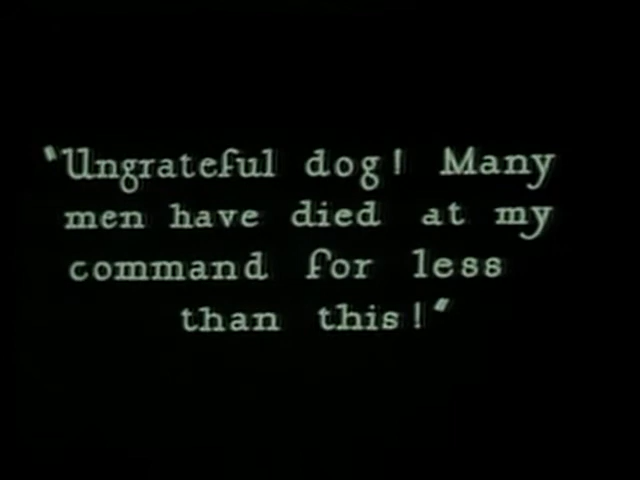 "Ungrateful dog! Many
men have died at my
command for less
than this!"